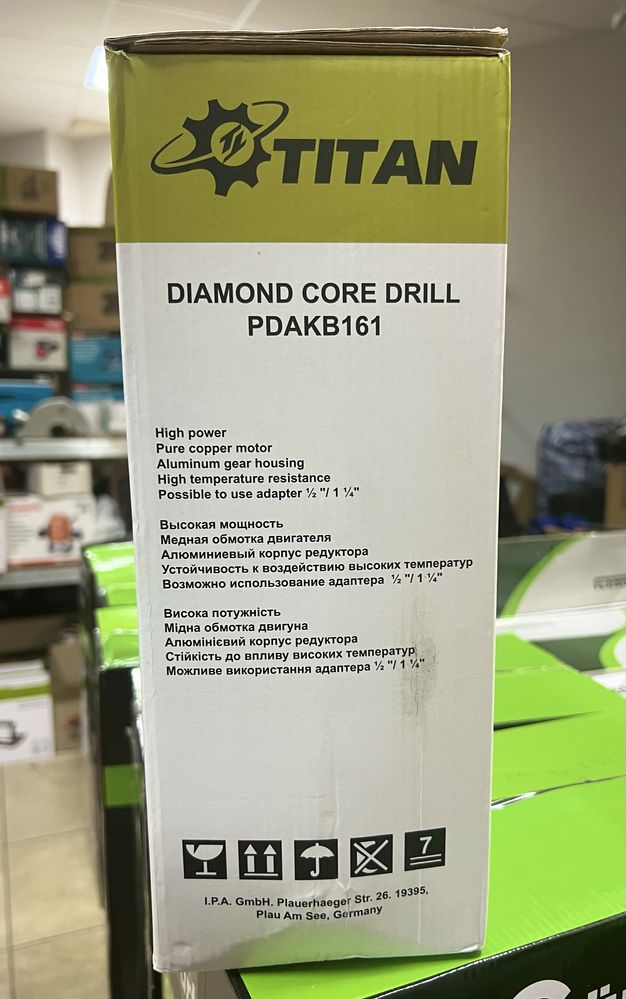 TITAN
DIAMOND CORE DRILL
PDAKB161
High power
Pure copper motor
Aluminum gear housing
High temperature resistance
Possible to use adapter ½ "/ 1 ¼"
Высокая мощность
Медная обмотка двигателя
Алюминиевый корпус редуктора
Устойчивость к воздействию высоких температур
Возможно использование адаптера ½ "/ 1 ¼"
Висока потужність
Мідна обмотка двигуна
Алюмінієвий корпус редуктора
Стійкість до впливу високих температур
Можливе використання адаптера ½ "/ 1 ¼"
7
I.P.A. GmbH. Plauerhaeger Str. 26. 19395,
Plau Am See, Germany